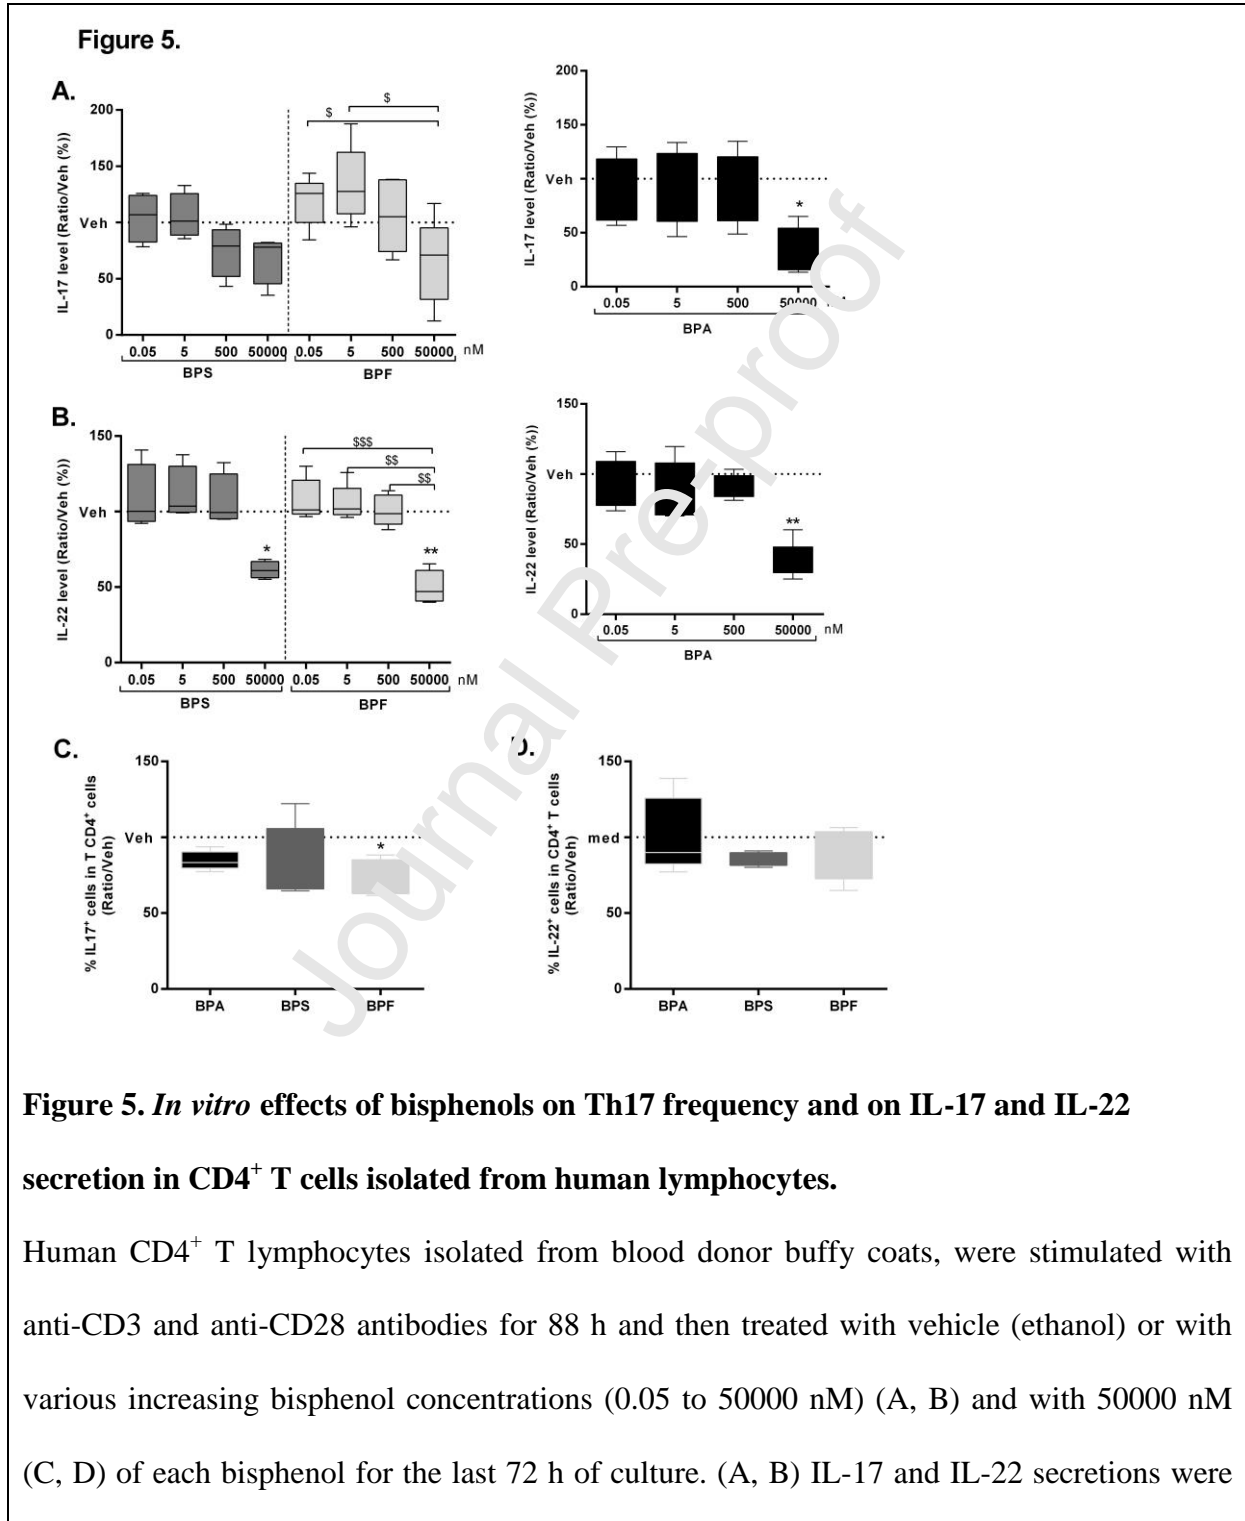 Figure 5.
A.
200
150
Veh
50
0
IL-17 level (Ratio/Veh (%))
$
$
0.05 5 500 50000 0.05 5 500 50000 nM
BPS BPF
200
150
Veh
50
0
IL-17 level (Ratio/Veh (%))
*
0.05 5 500 50000
BPA
B.
150
Veh
50
0
IL-22 level (Ratio/Veh (%))
$$$
$$
$$
*
**
0.05 5 500 50000 0.05 5 500 50000 nM
BPS BPF
150
Veh
50
0
IL-22 level (Ratio/Veh (%))
**
0.05 5 500 50000 nM
BPA
C.
150
Veh
50
0
% IL17⁺ cells in T CD4⁺ cells
(Ratio/Veh)
*
BPA BPS BPF
D.
150
med
50
0
% IL-22⁺ cells in CD4⁺ T cells
(Ratio/Veh)
BPA BPS BPF
Journal Pre-proof
Figure 5. In vitro effects of bisphenols on Th17 frequency and on IL-17 and IL-22
secretion in CD4⁺ T cells isolated from human lymphocytes.
Human CD4⁺ T lymphocytes isolated from blood donor buffy coats, were stimulated with
anti-CD3 and anti-CD28 antibodies for 88 h and then treated with vehicle (ethanol) or with
various increasing bisphenol concentrations (0.05 to 50000 nM) (A, B) and with 50000 nM
(C, D) of each bisphenol for the last 72 h of culture. (A, B) IL-17 and IL-22 secretions were